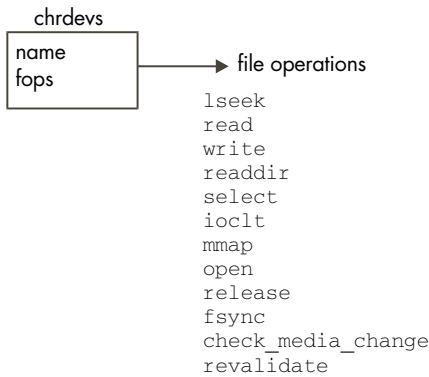 chrdevs
name
fops
file operations
lseek
read
write
readdir
select
ioclt
mmap
open
release
fsync
check_media_change
revalidate